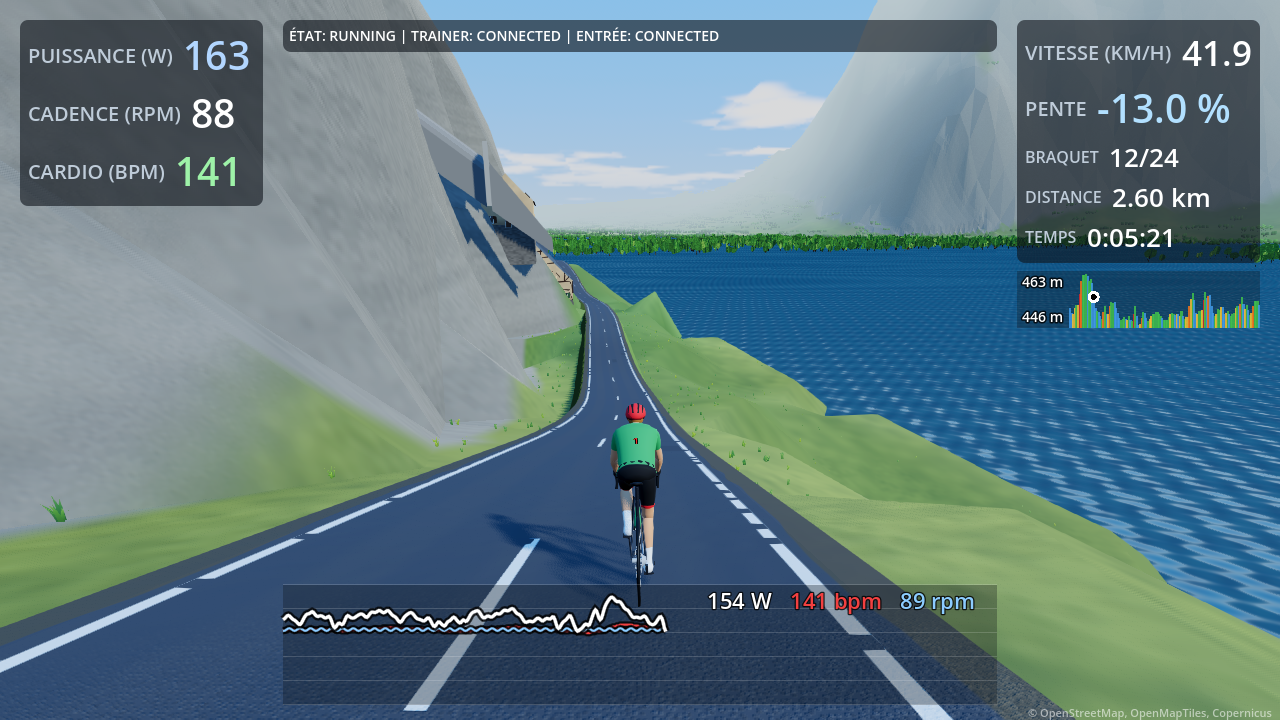 PUISSANCE (W) 163
CADENCE (RPM) 88
CARDIO (BPM) 141
ÉTAT: RUNNING | TRAINER: CONNECTED | ENTRÉE: CONNECTED
VITESSE (KM/H) 41.9
PENTE -13.0 %
BRAQUET 12/24
DISTANCE 2.60 km
TEMPS 0:05:21
463 m
446 m
154 W 141 bpm 89 rpm
© OpenStreetMap, OpenMapTiles, Copernicus